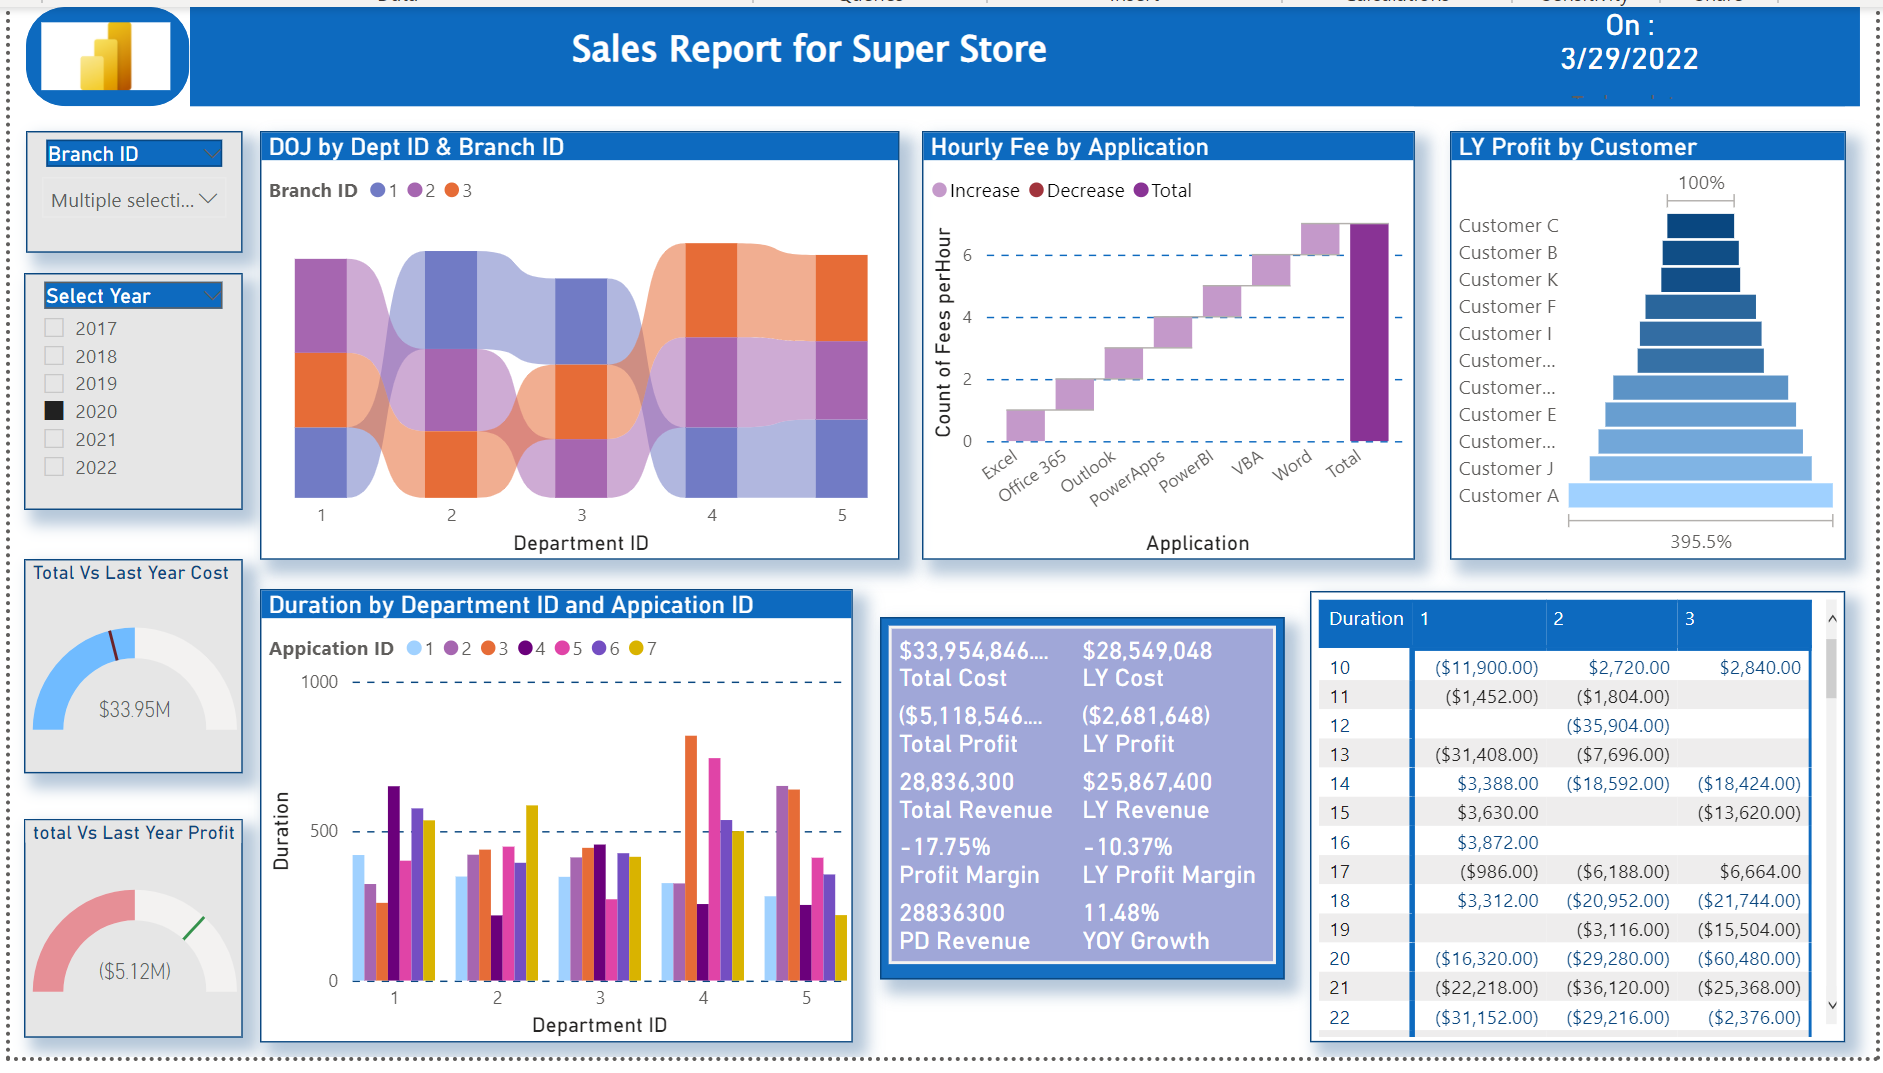 Sales Report for Super Store
On :
3/29/2022
Branch ID
Multiple selecti...
Select Year
2017
2018
2019
2020
2021
2022
Total Vs Last Year Cost
$33.95M
total Vs Last Year Profit
($5.12M)
DOJ by Dept ID & Branch ID
Branch ID 1 2 3
1 2 3 4 5
Department ID
Hourly Fee by Application
Increase Decrease Total
Count of Fees perHour
6
4
2
0
Excel Office 365 Outlook PowerApps PowerBI VBA Word Total
Application
LY Profit by Customer
100%
Customer C
Customer B
Customer K
Customer F
Customer I
Customer...
Customer...
Customer E
Customer...
Customer J
Customer A
395.5%
Duration by Department ID and Appication ID
Appication ID 1 2 3 4 5 6 7
Duration
1000
500
0
1 2 3 4 5
Department ID
$33,954,846.... $28,549,048
Total Cost LY Cost
($5,118,546.... ($2,681,648)
Total Profit LY Profit
28,836,300 $25,867,400
Total Revenue LY Revenue
-17.75% -10.37%
Profit Margin LY Profit Margin
28836300 11.48%
PD Revenue YOY Growth
Duration 1 2 3
10 ($11,900.00) $2,720.00 $2,840.00
11 ($1,452.00) ($1,804.00)
12 ($35,904.00)
13 ($31,408.00) ($7,696.00)
14 $3,388.00 ($18,592.00) ($18,424.00)
15 $3,630.00 ($13,620.00)
16 $3,872.00
17 ($986.00) ($6,188.00) $6,664.00
18 $3,312.00 ($20,952.00) ($21,744.00)
19 ($3,116.00) ($15,504.00)
20 ($16,320.00) ($29,280.00) ($60,480.00)
21 ($22,218.00) ($36,120.00) ($25,368.00)
22 ($31,152.00) ($29,216.00) ($2,376.00)